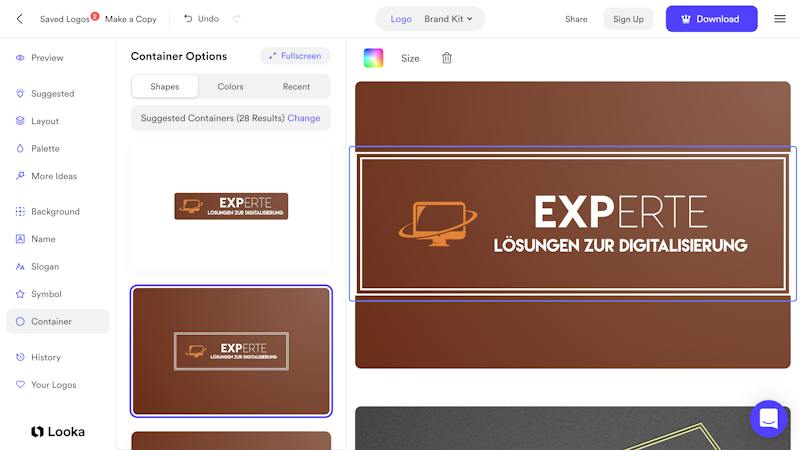 Saved Logos 2 Make a Copy Undo
Logo Brand Kit
Share Sign Up Download
Preview
Suggested
Layout
Palette
More Ideas
Background
Name
Slogan
Symbol
Container
History
Your Logos
Looka
Container Options Fullscreen
Shapes Colors Recent
Suggested Containers (28 Results) Change
EXPERTE
LÖSUNGEN ZUR DIGITALISIERUNG
EXPERTE
LÖSUNGEN ZUR DIGITALISIERUNG
Size
EXPERTE
LÖSUNGEN ZUR DIGITALISIERUNG